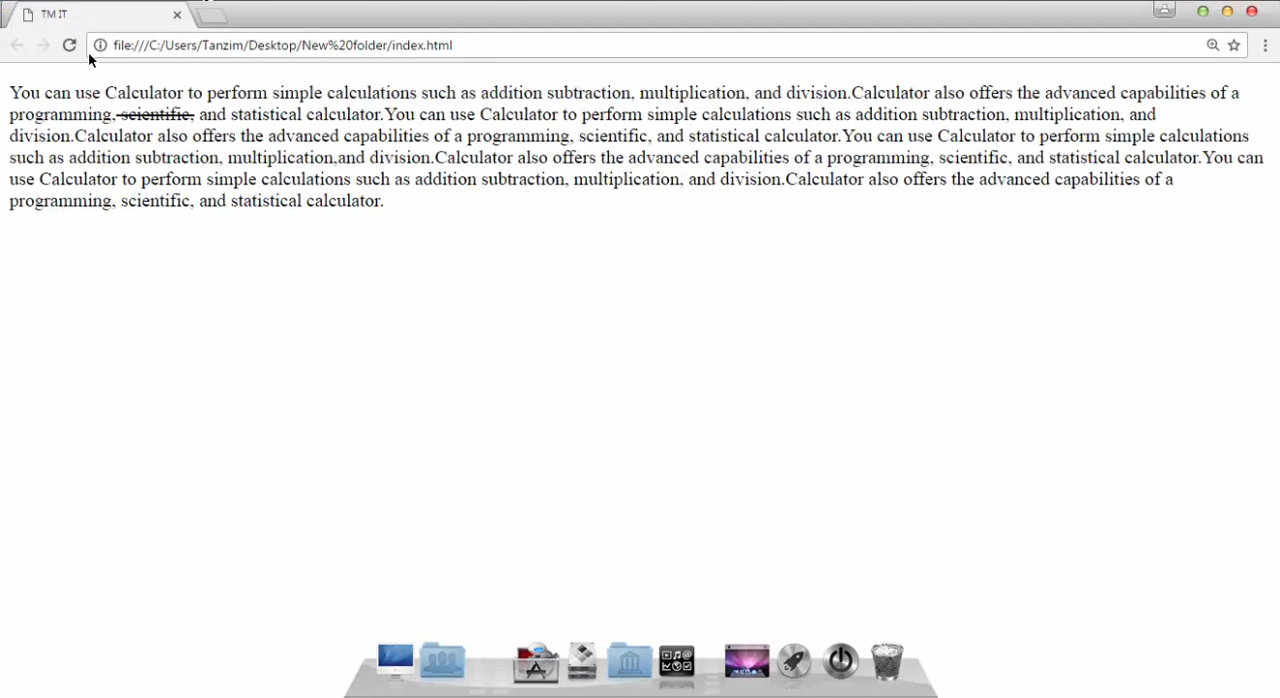 TM IT
file:///C:/Users/Tanzim/Desktop/New%20folder/index.html
You can use Calculator to perform simple calculations such as addition subtraction, multiplication, and division.Calculator also offers the advanced capabilities of a
programming, scientific, and statistical calculator.You can use Calculator to perform simple calculations such as addition subtraction, multiplication, and
division.Calculator also offers the advanced capabilities of a programming, scientific, and statistical calculator.You can use Calculator to perform simple calculations
such as addition subtraction, multiplication,and division.Calculator also offers the advanced capabilities of a programming, scientific, and statistical calculator.You can
use Calculator to perform simple calculations such as addition subtraction, multiplication, and division.Calculator also offers the advanced capabilities of a
programming, scientific, and statistical calculator.